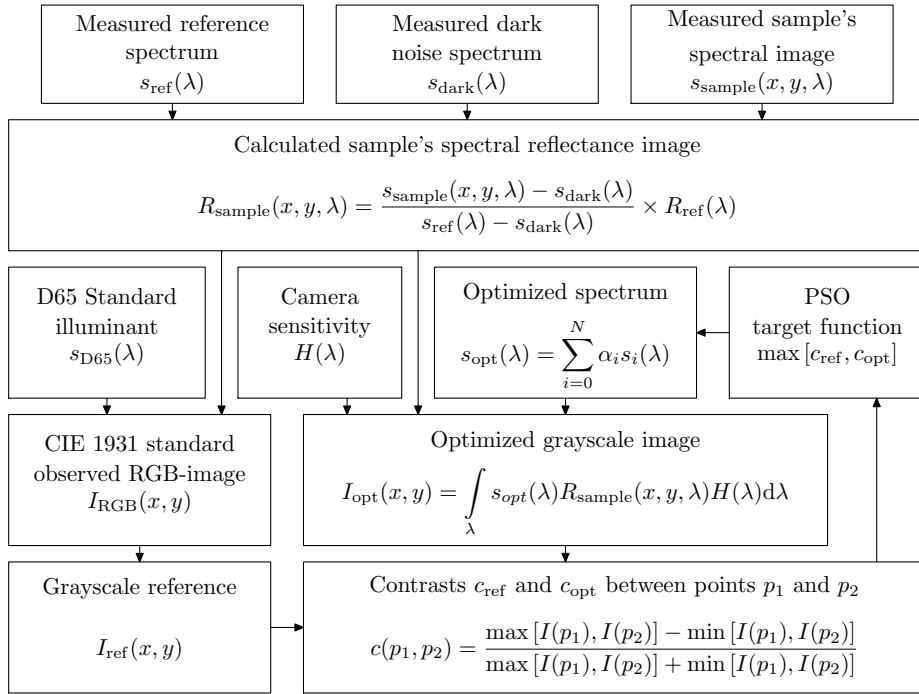 Measured reference
spectrum
s_ref(λ)
Measured dark
noise spectrum
s_dark(λ)
Measured sample's
spectral image
s_sample(x, y, λ)
Calculated sample's spectral reflectance image
R_sample(x, y, λ) = \frac{s_sample(x, y, λ) − s_dark(λ)}{s_ref(λ) − s_dark(λ)} × R_ref(λ)
D65 Standard
illuminant
s_D65(λ)
Camera
sensitivity
H(λ)
Optimized spectrum
s_opt(λ) = \sum_{i=0}^{N} α_i s_i(λ)
PSO
target function
max [c_ref, c_opt]
CIE 1931 standard
observed RGB-image
I_RGB(x, y)
Optimized grayscale image
I_opt(x, y) = \int_λ s_opt(λ)R_sample(x, y, λ)H(λ)dλ
Grayscale reference
I_ref(x, y)
Contrasts c_ref and c_opt between points p_1 and p_2
c(p_1, p_2) = \frac{max [I(p_1), I(p_2)] − min [I(p_1), I(p_2)]}{max [I(p_1), I(p_2)] + min [I(p_1), I(p_2)]}